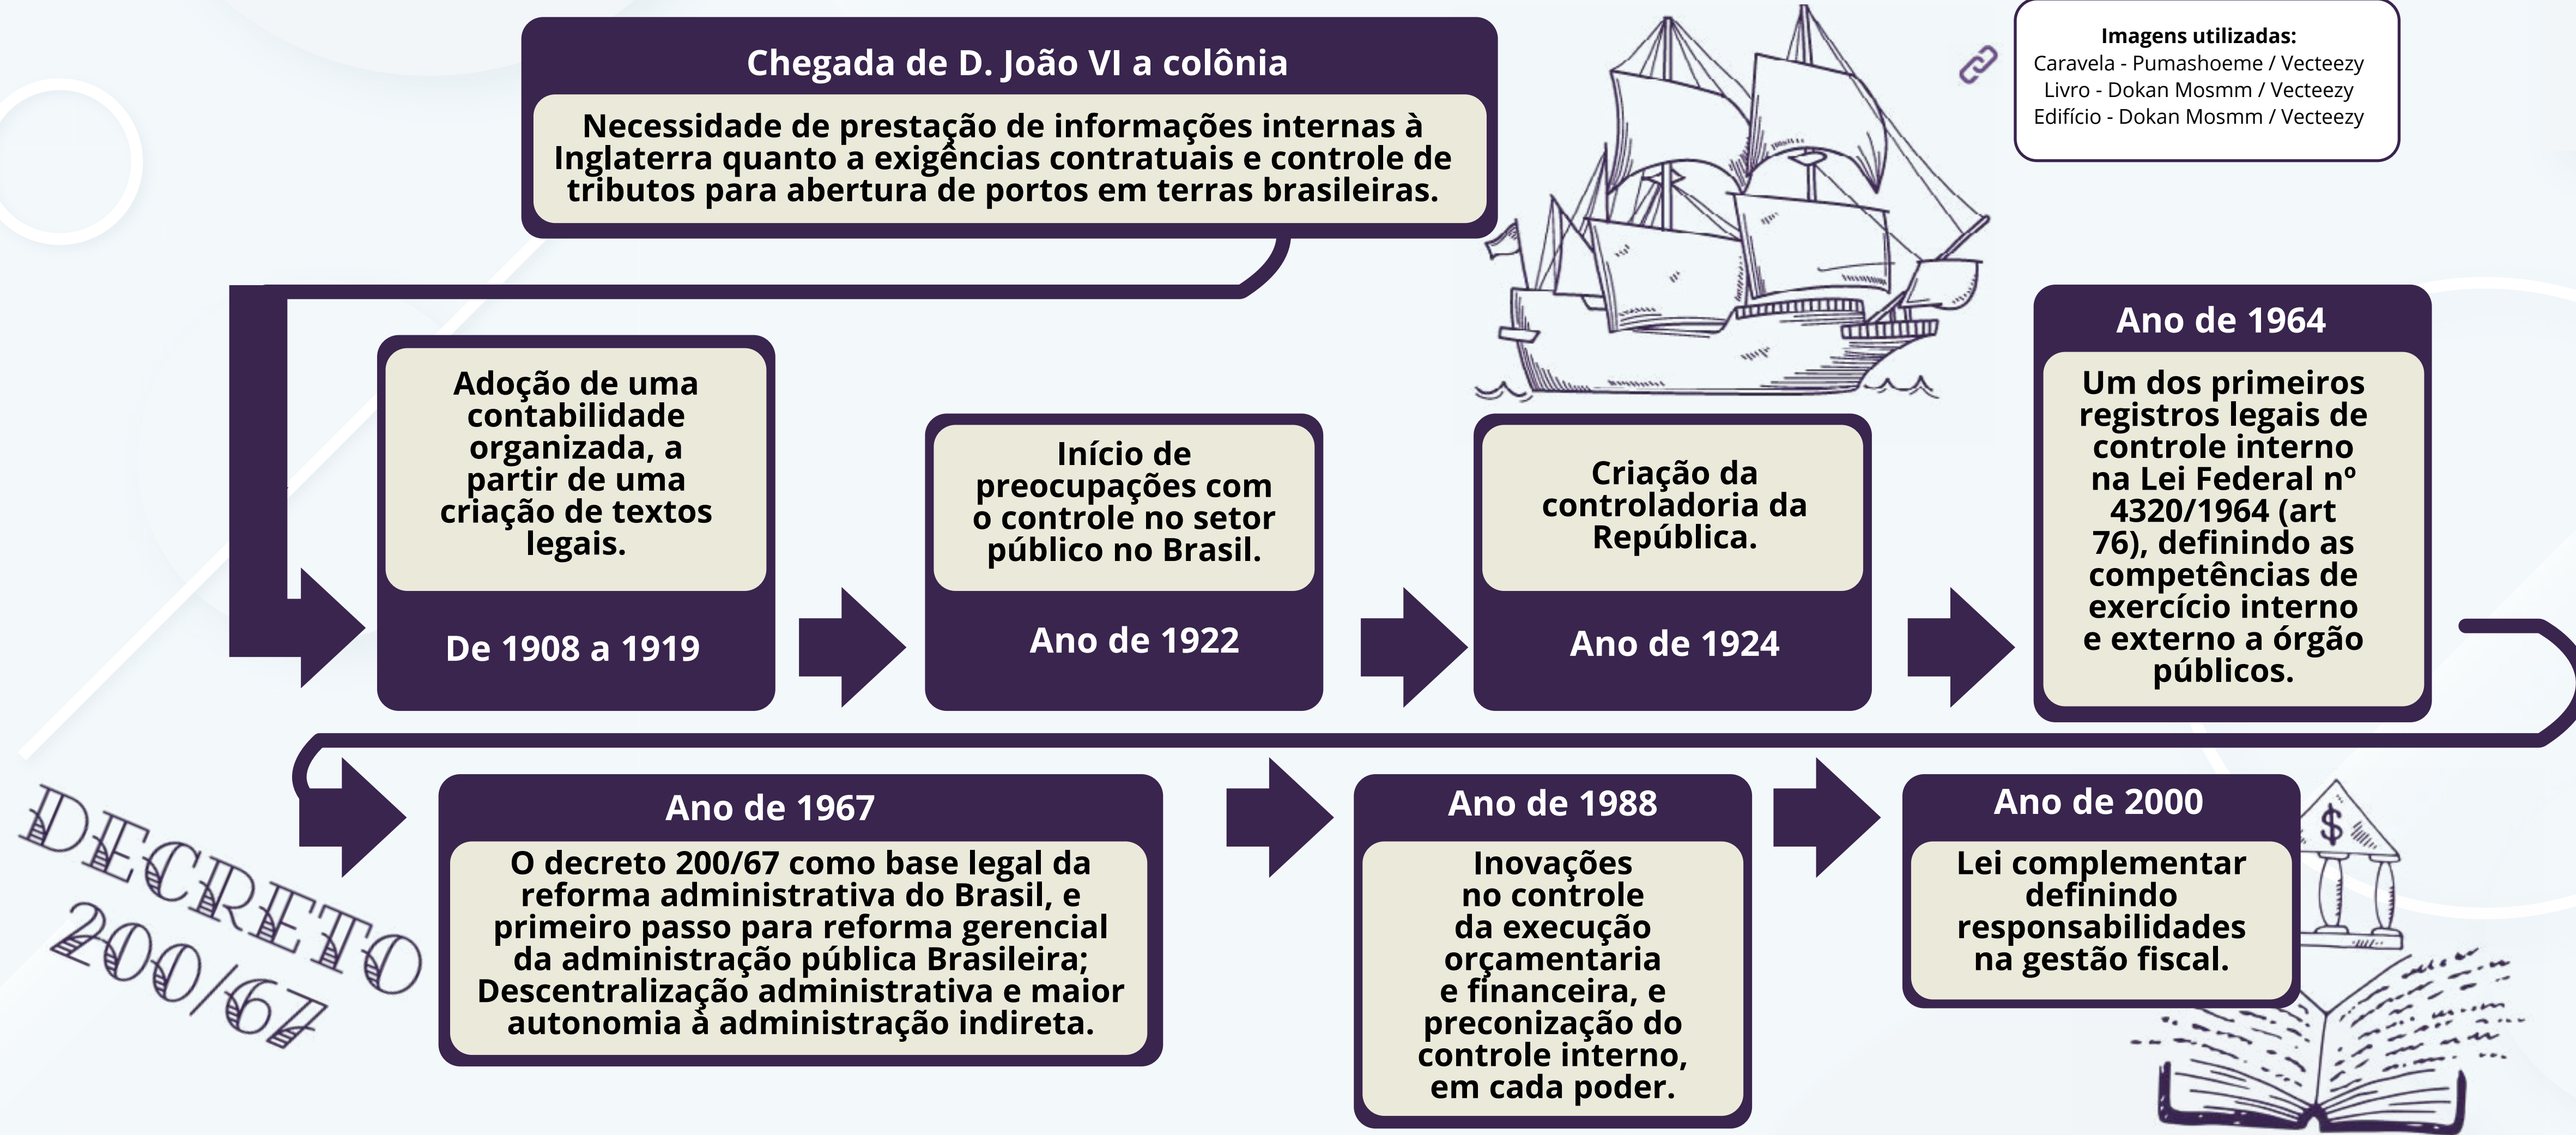 Chegada de D. João VI a colônia
Necessidade de prestação de informações internas à
Inglaterra quanto a exigências contratuais e controle de
tributos para abertura de portos em terras brasileiras.
Imagens utilizadas:
Caravela - Pumashoeme / Vecteezy
Livro - Dokan Mosmm / Vecteezy
Edifício - Dokan Mosmm / Vecteezy
Adoção de uma
contabilidade
organizada, a
partir de uma
criação de textos
legais.
De 1908 a 1919
Início de
preocupações com
o controle no setor
público no Brasil.
Ano de 1922
Criação da
controladoria da
República.
Ano de 1924
Ano de 1964
Um dos primeiros
registros legais de
controle interno
na Lei Federal nº
4320/1964 (art
76), definindo as
competências de
exercício interno
e externo a órgão
públicos.
DECRETO
200/67
Ano de 1967
O decreto 200/67 como base legal da
reforma administrativa do Brasil, e
primeiro passo para reforma gerencial
da administração pública Brasileira;
Descentralização administrativa e maior
autonomia à administração indireta.
Ano de 1988
Inovações
no controle
da execução
orçamentaria
e financeira, e
preconização do
controle interno,
em cada poder.
Ano de 2000
Lei complementar
definindo
responsabilidades
na gestão fiscal.
$